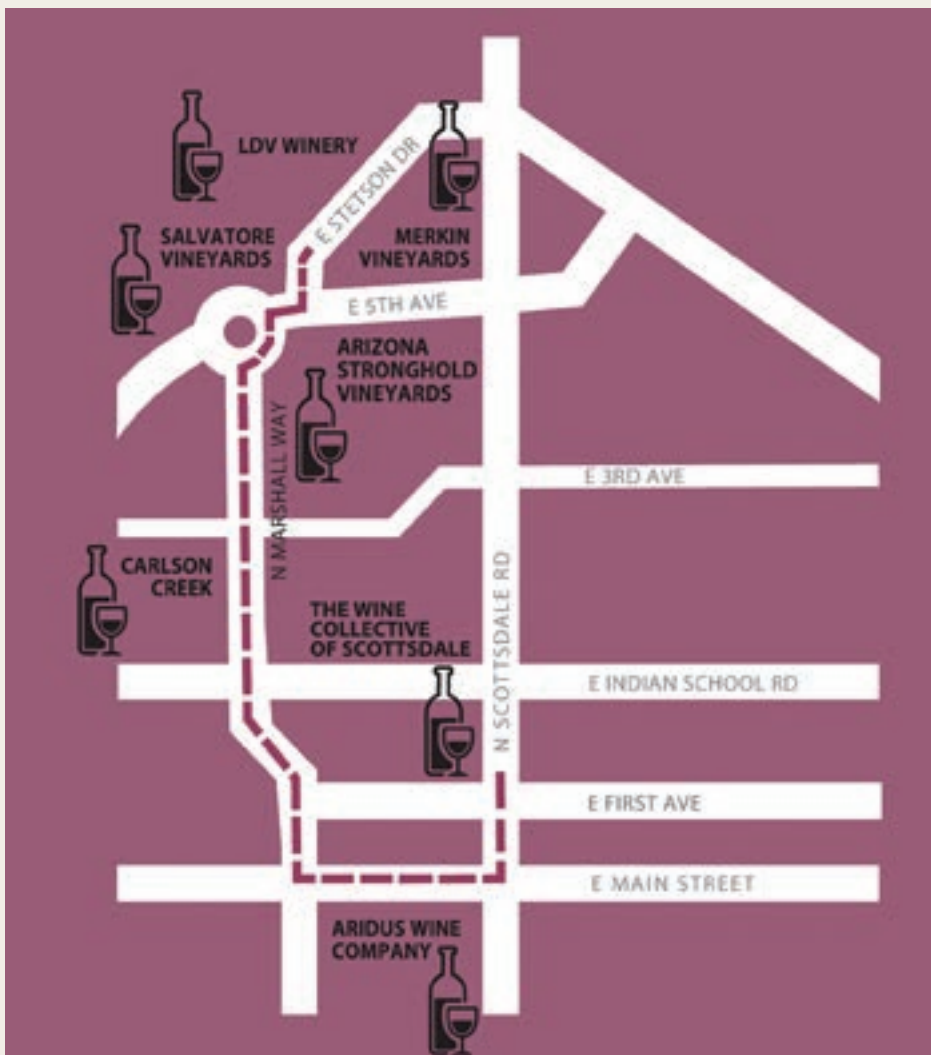 LDV WINERY
E STETSON DR
SALVATORE
VINEYARDS
MERKIN
VINEYARDS
E 5TH AVE
ARIZONA
STRONGHOLD
VINEYARDS
N MARSHALL WAY
E 3RD AVE
CARLSON
CREEK
THE WINE
COLLECTIVE
OF SCOTTSDALE
N SCOTTSDALE RD
E INDIAN SCHOOL RD
E FIRST AVE
E MAIN STREET
ARIDUS WINE
COMPANY